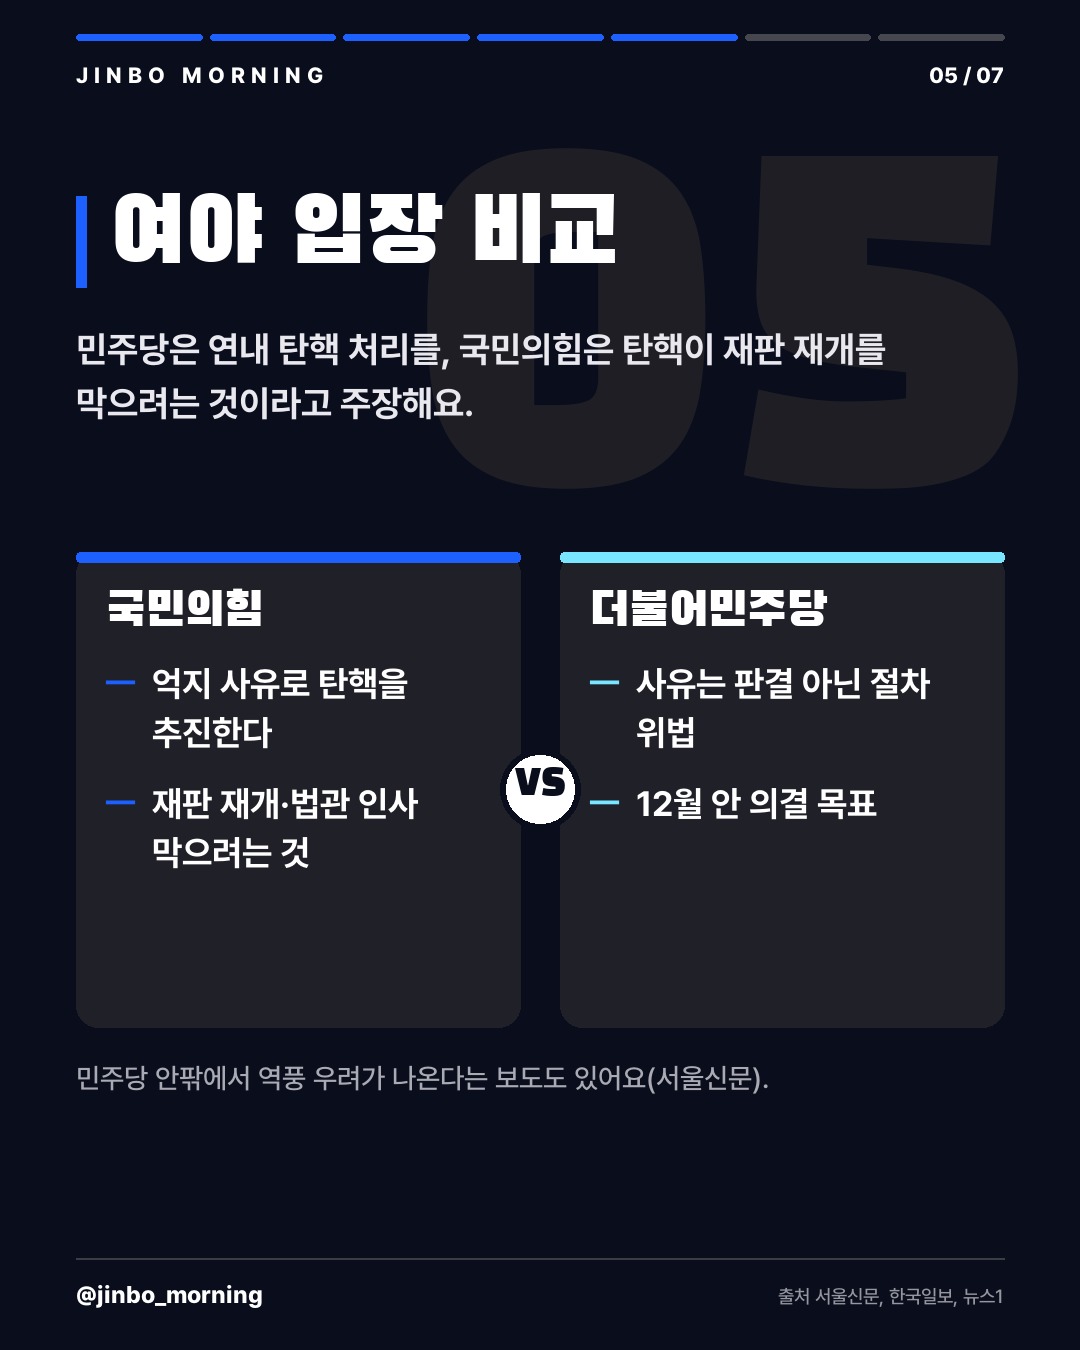 JINBO MORNING
05 / 07
05
여야 입장 비교
민주당은 연내 탄핵 처리를, 국민의힘은 탄핵이 재판 재개를
막으려는 것이라고 주장해요.
국민의힘
— 억지 사유로 탄핵을
추진한다
— 재판 재개·법관 인사
막으려는 것
VS
더불어민주당
— 사유는 판결 아닌 절차
위법
— 12월 안 의결 목표
민주당 안팎에서 역풍 우려가 나온다는 보도도 있어요(서울신문).
@jinbo_morning
출처 서울신문, 한국일보, 뉴스1